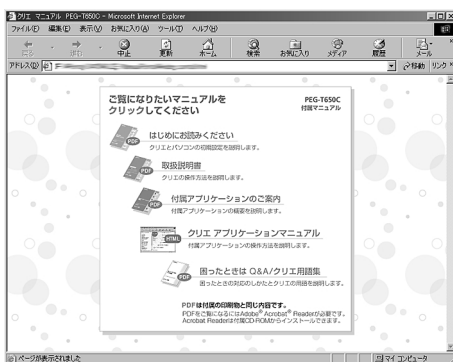 クリエ マニュアル PEG-T650C - Microsoft Internet Explorer
ファイル(F) 編集(E) 表示(V) お気に入り(A) ツール(T) ヘルプ(H)
戻る 進む 中止 更新 ホーム 検索 お気に入り メディア 履歴 メール
アドレス(D) 移動 リンク
ご覧になりたいマニュアルを
クリックしてください
PEG-T650C
付属マニュアル
PDF
はじめにお読みください
クリエとパソコンの初期設定を説明します。
PDF
取扱説明書
クリエの操作方法を説明します。
PDF
付属アプリケーションのご案内
付属アプリケーションの概要を説明します。
HTML
クリエ アプリケーションマニュアル
付属アプリケーションの操作方法を説明します。
PDF
困ったときは Q&A/クリエ用語集
困ったときの対応のしかたとクリエの用語を説明します。
PDFは付属の印刷物と同じ内容です。
PDFをご覧になるにはAdobe® Acrobat® Readerが必要です。
Acrobat Readerは付属CD-ROMからインストールできます。
ページが表示されました
マイ コンピュータ